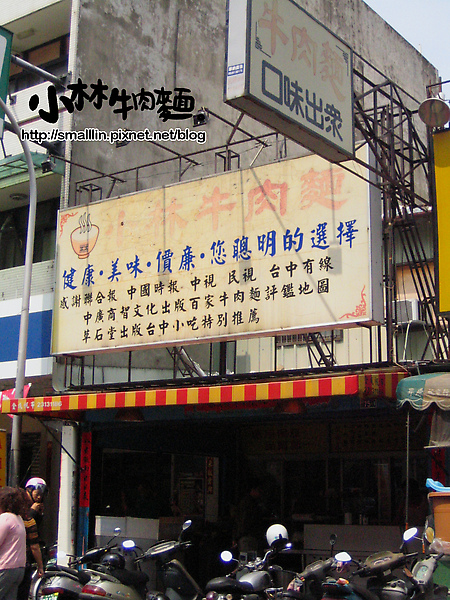 牛肉麵
口味出衆
小林牛肉麵
http://smalllin.pixnet.net/blog
小林牛肉麵
健康・美味・價廉・您聰明的選擇
感謝聯合報 中國時報 中視 民視 台中有線
中廣商智文化出版百家牛肉麵評鑑地圖
草石堂出版台中小吃特別推薦